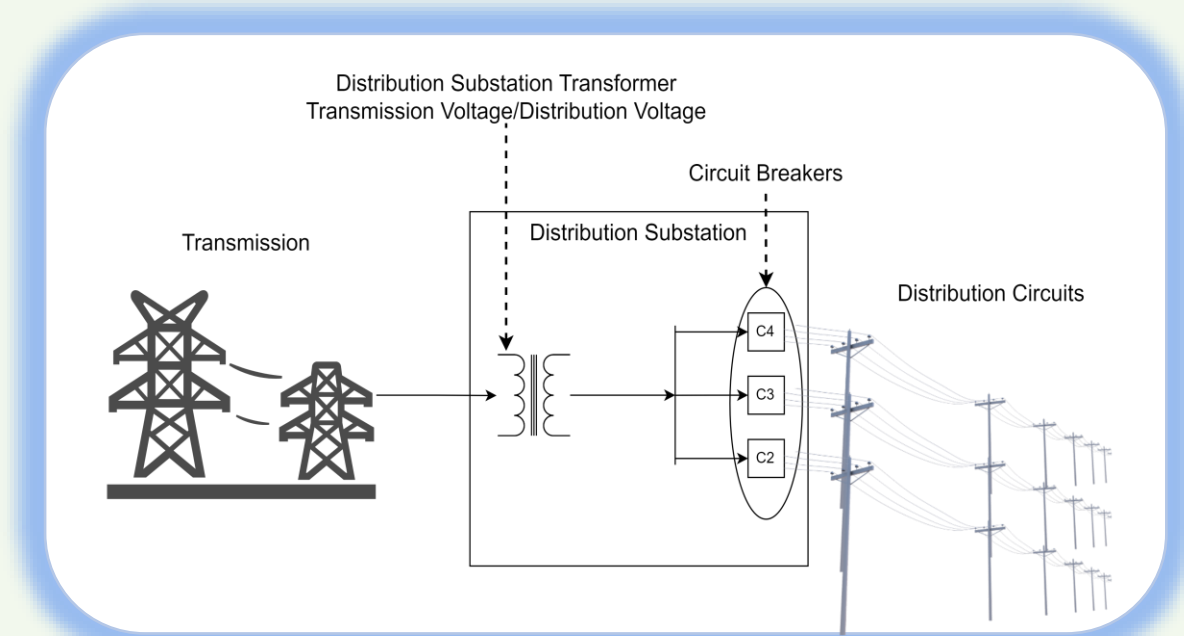 Distribution Substation Transformer
Transmission Voltage/Distribution Voltage
Circuit Breakers
Transmission
Distribution Substation
Distribution Circuits
C4
C3
C2